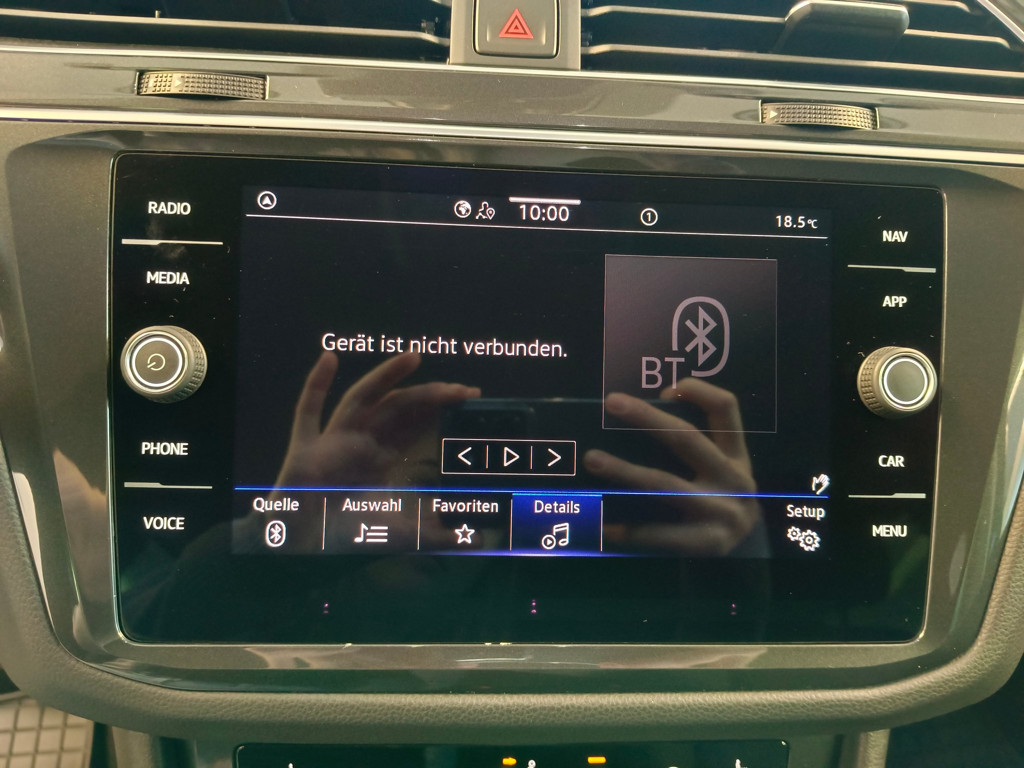 RADIO
MEDIA
PHONE
VOICE
10:00
1
18.5°C
Gerät ist nicht verbunden.
BT
Quelle
Auswahl
Favoriten
Details
Setup
NAV
APP
CAR
MENU